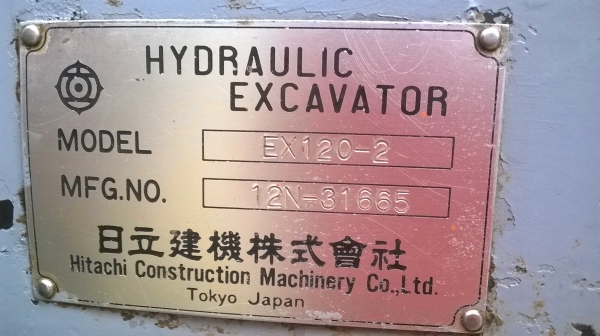 HYDRAULIC
EXCAVATOR
MODEL EX120-2
MFG.NO. 12N-31665
日立建機株式會社
Hitachi Construction Machinery Co.,Ltd.
Tokyo Japan